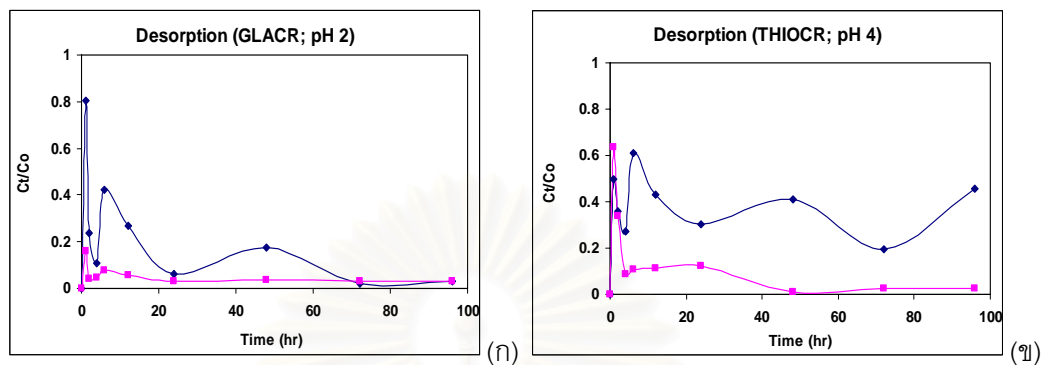 Desorption (GLACR; pH 2)
1
0.8
0.6
0.4
0.2
0
Ct/Co
0 20 40 60 80 100
Time (hr)
(ก)
Desorption (THIOCR; pH 4)
1
0.8
0.6
0.4
0.2
0
Ct/Co
0 20 40 60 80 100
Time (hr)
(ข)